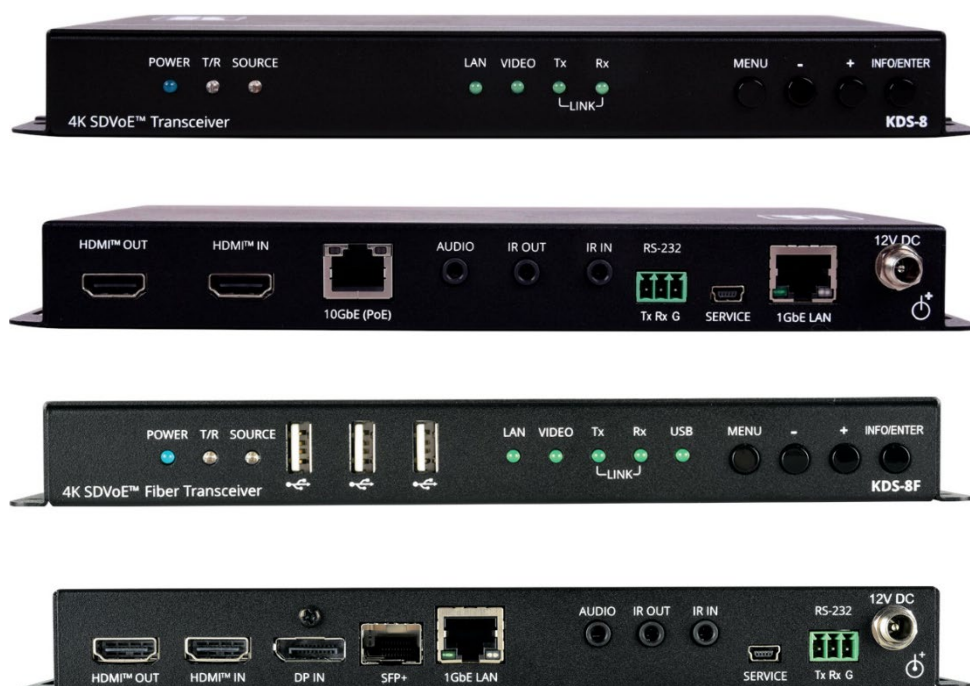 POWER T/R SOURCE LAN VIDEO Tx Rx MENU - + INFO/ENTER
LINK
4K SDVoE™ Transceiver KDS-8
HDMI™ OUT HDMI™ IN AUDIO IR OUT IR IN RS-232 12V DC
10GbE (PoE) Tx Rx G SERVICE 1GbE LAN
POWER T/R SOURCE LAN VIDEO Tx Rx USB MENU - + INFO/ENTER
LINK
4K SDVoE™ Fiber Transceiver KDS-8F
AUDIO IR OUT IR IN RS-232 12V DC
HDMI™ OUT HDMI™ IN DP IN SFP+ 1GbE LAN SERVICE Tx Rx G